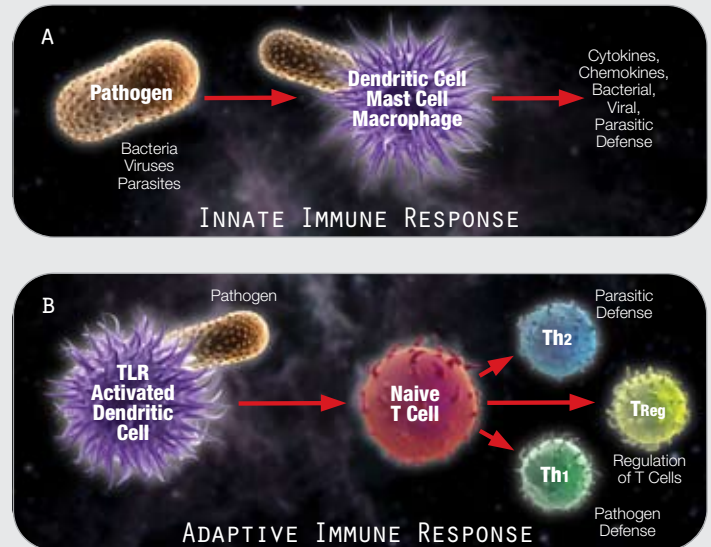 A
Pathogen
Bacteria
Viruses
Parasites
Dendritic Cell
Mast Cell
Macrophage
Cytokines,
Chemokines,
Bacterial,
Viral,
Parasitic
Defense
INNATE IMMUNE RESPONSE
B
Pathogen
TLR
Activated
Dendritic
Cell
Naive
T Cell
Parasitic
Defense
Th2
TReg
Regulation
of T Cells
Th1
Pathogen
Defense
ADAPTIVE IMMUNE RESPONSE